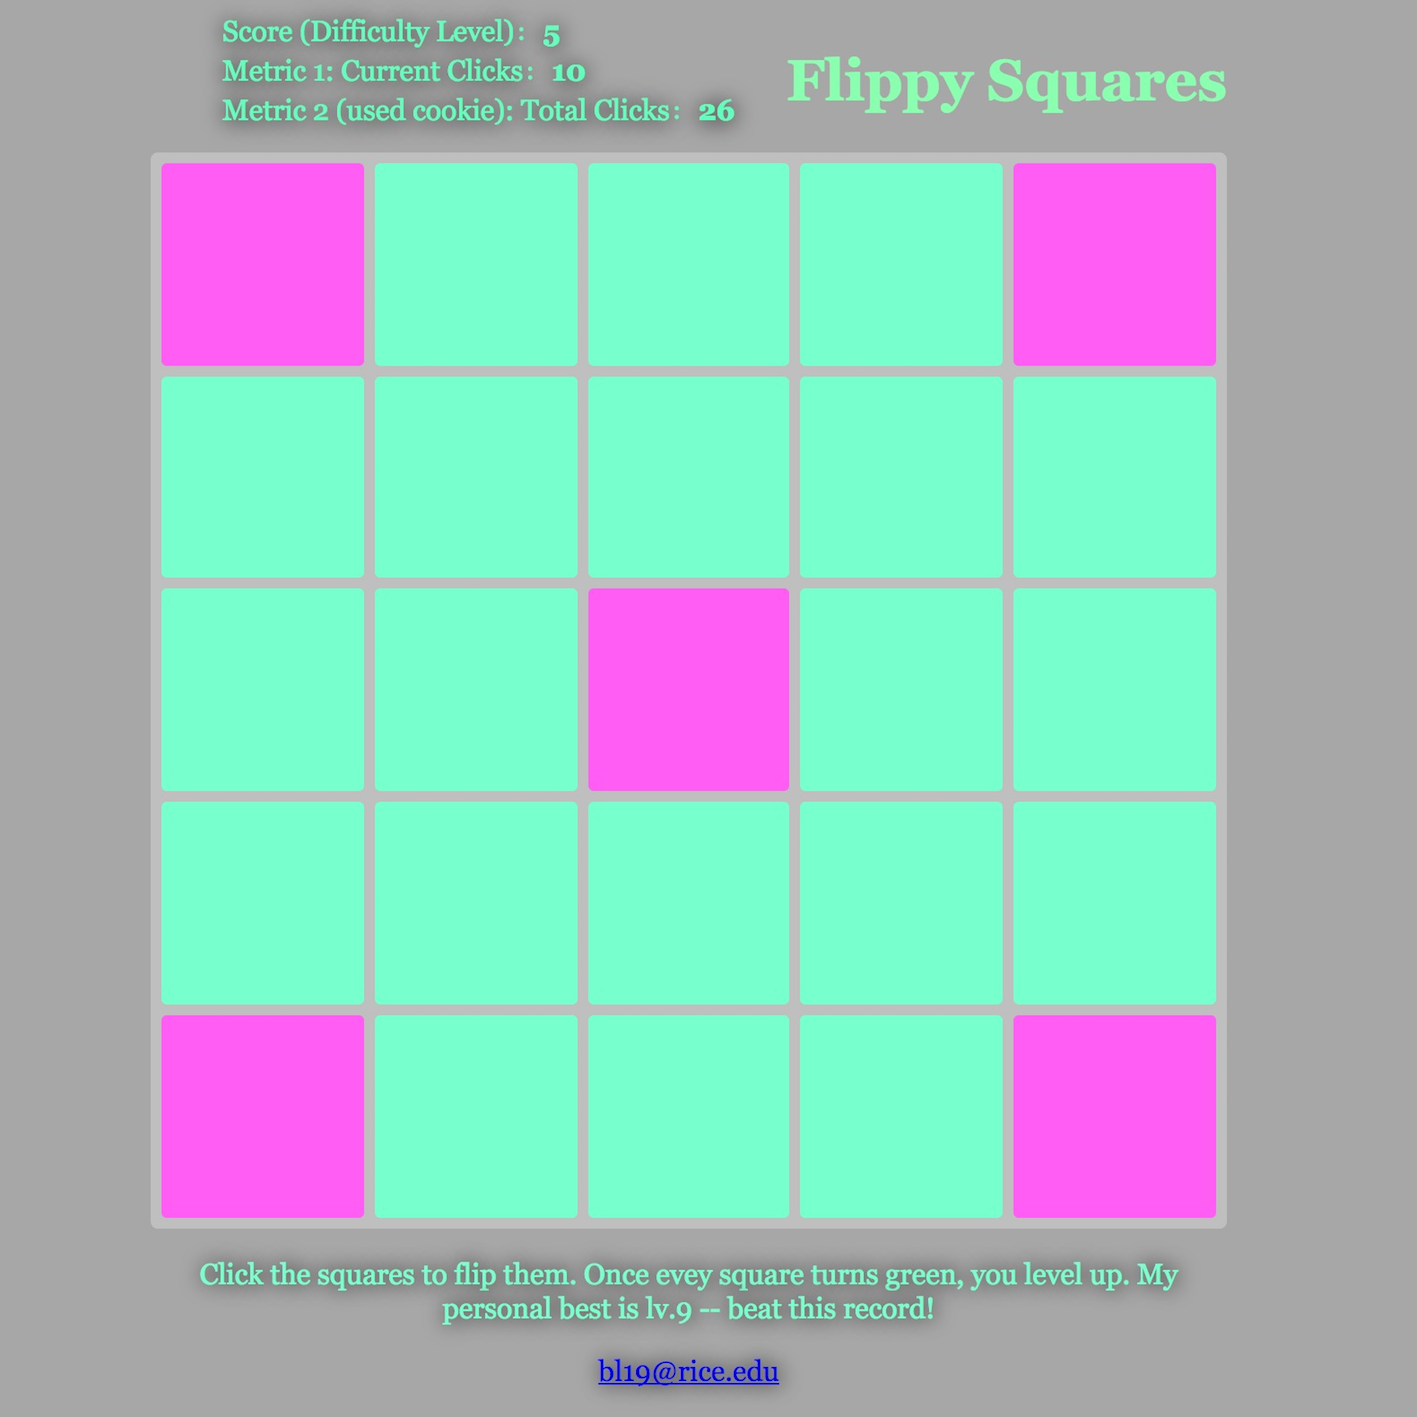 Score (Difficulty Level): 5
Metric 1: Current Clicks: 10
Metric 2 (used cookie): Total Clicks: 26
Flippy Squares
Click the squares to flip them. Once evey square turns green, you level up. My
personal best is lv.9 -- beat this record!
bl19@rice.edu